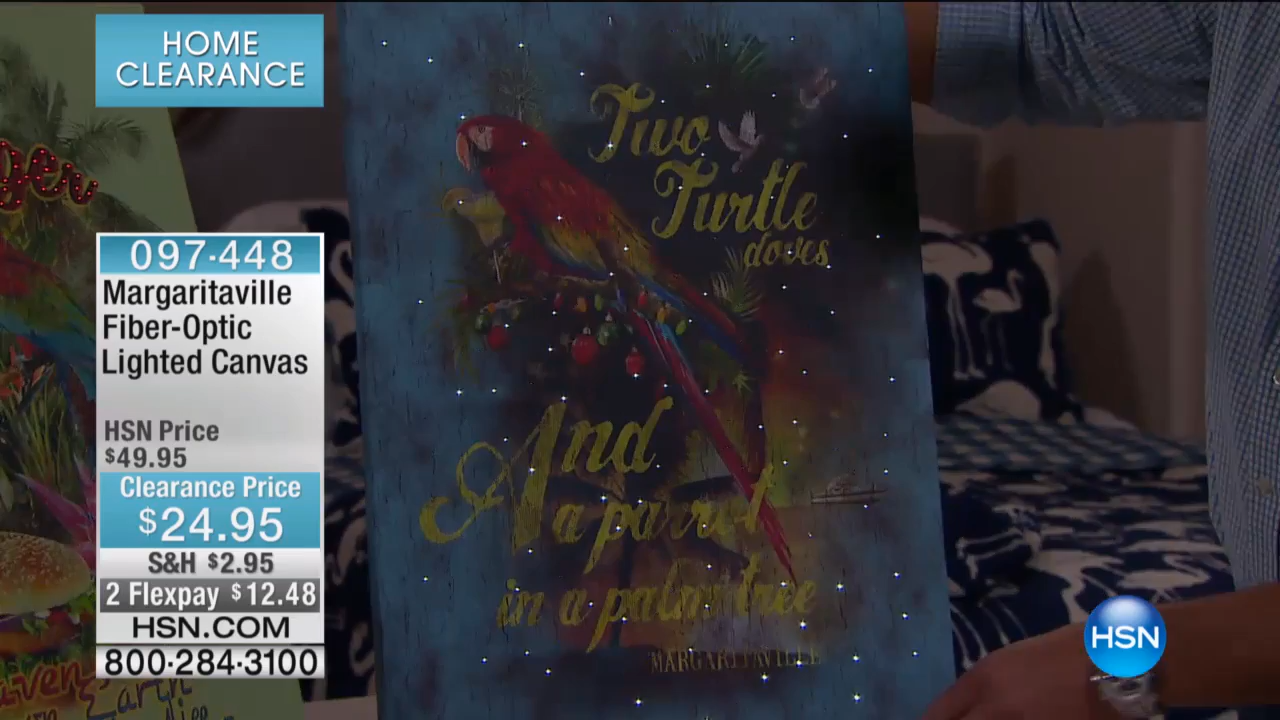 HOME
CLEARANCE
097-448
Margaritaville
Fiber-Optic
Lighted Canvas
HSN Price
$49.95
Clearance Price
$24.95
S&H $2.95
2 Flexpay $12.48
HSN.COM
800-284-3100
Two
Turtle
doves
And
a parrot
in a palm tree
MARGARITAVILLE
HSN
Earth